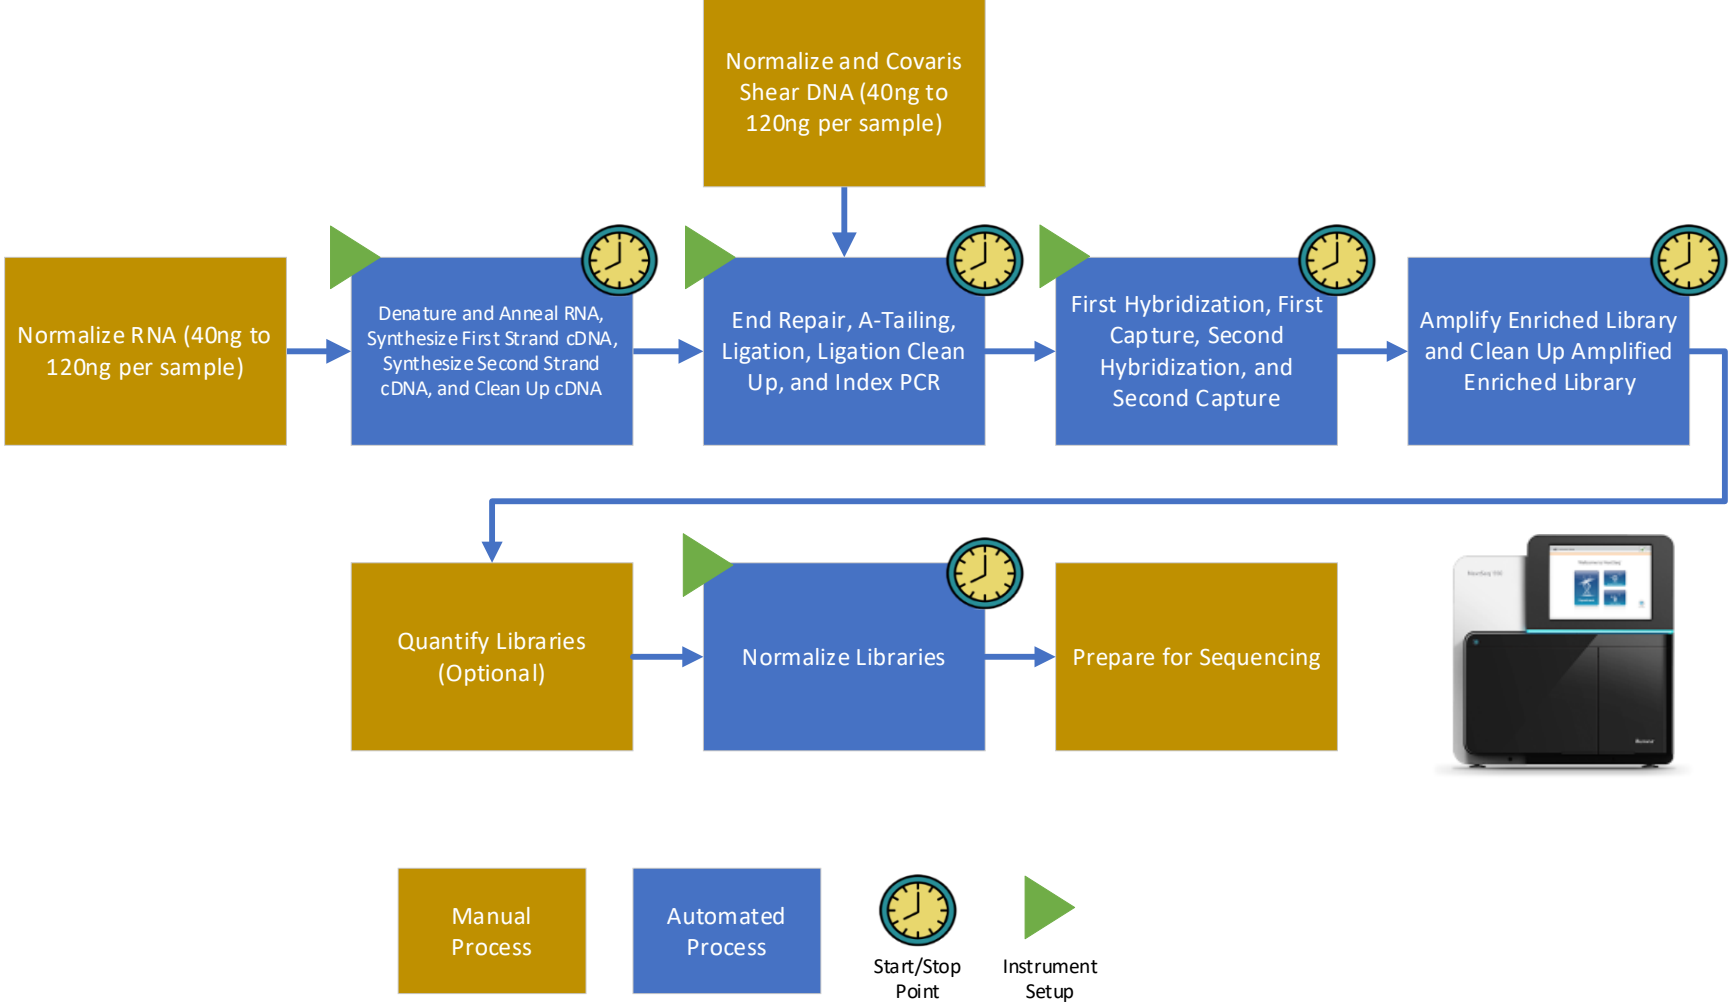 Normalize and Covaris
Shear DNA (40ng to
120ng per sample)
Normalize RNA (40ng to
120ng per sample)
Denature and Anneal RNA,
Synthesize First Strand cDNA,
Synthesize Second Strand
cDNA, and Clean Up cDNA
End Repair, A-Tailing,
Ligation, Ligation Clean
Up, and Index PCR
First Hybridization, First
Capture, Second
Hybridization, and
Second Capture
Amplify Enriched Library
and Clean Up Amplified
Enriched Library
Quantify Libraries
(Optional)
Normalize Libraries
Prepare for Sequencing
Manual
Process
Automated
Process
Start/Stop
Point
Instrument
Setup